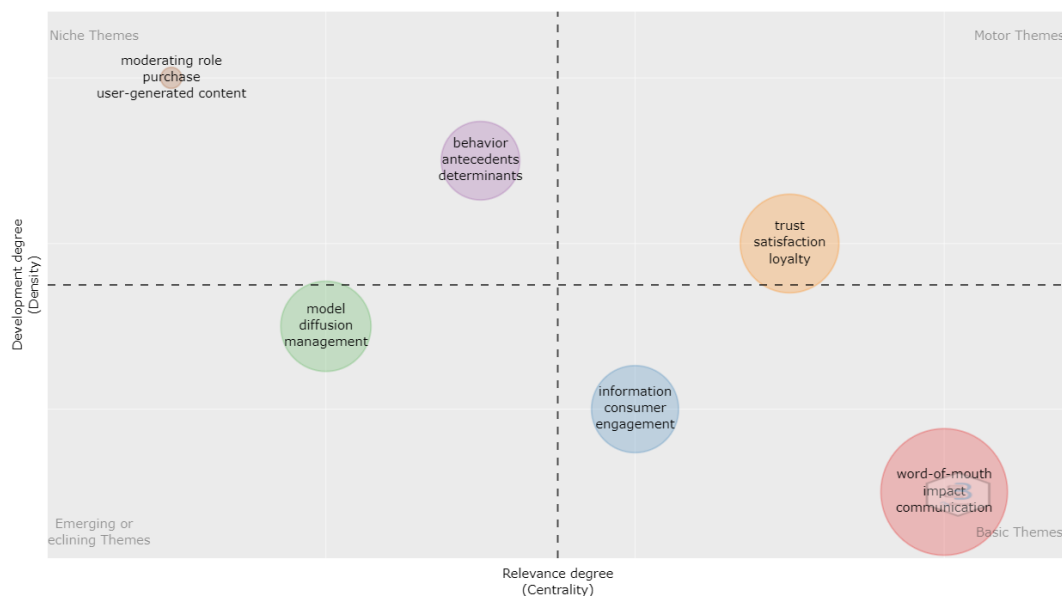 Niche Themes
Motor Themes
moderating role
purchase
user-generated content
behavior
antecedents
determinants
trust
satisfaction
loyalty
model
diffusion
management
information
consumer
engagement
word-of-mouth
impact
communication
Emerging or
eclining Themes
Basic Themes
Development degree
(Density)
Relevance degree
(Centrality)